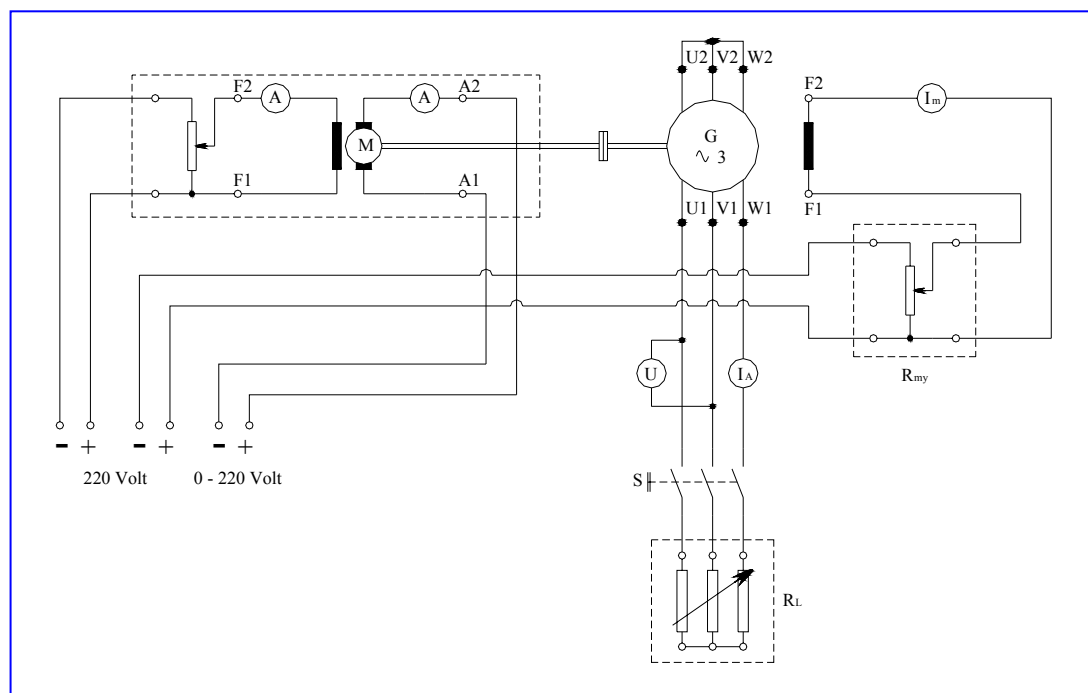 U2 V2 W2
F2 A A A2
F2 Im
M
G
~ 3
F1 A1
U1 V1 W1
F1
U IA
Rmy
- + - + - +
220 Volt 0 - 220 Volt
S
RL